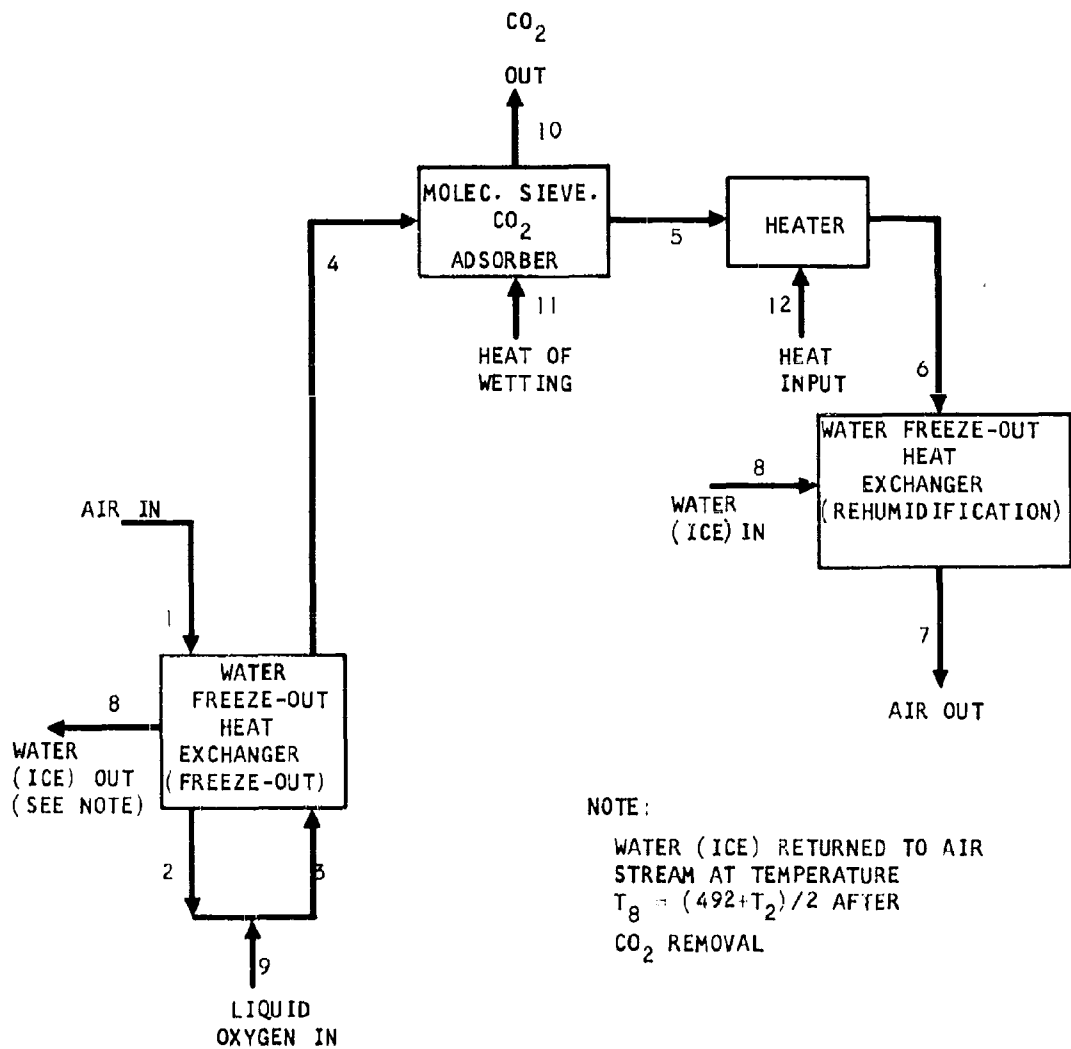 CO2
OUT
10
MOLEC. SIEVE.
CO2
ADSORBER
4
5
HEATER
11
HEAT OF
WETTING
12
HEAT
INPUT
6
WATER FREEZE-OUT
HEAT
EXCHANGER
(REHUMIDIFICATION)
8
WATER
(ICE) IN
7
AIR OUT
AIR IN
1
WATER
FREEZE-OUT
HEAT
EXCHANGER
(FREEZE-OUT)
8
WATER
(ICE) OUT
(SEE NOTE)
2
3
9
LIQUID
OXYGEN IN
NOTE:
WATER (ICE) RETURNED TO AIR
STREAM AT TEMPERATURE
T8 = (492+T2)/2 AFTER
CO2 REMOVAL